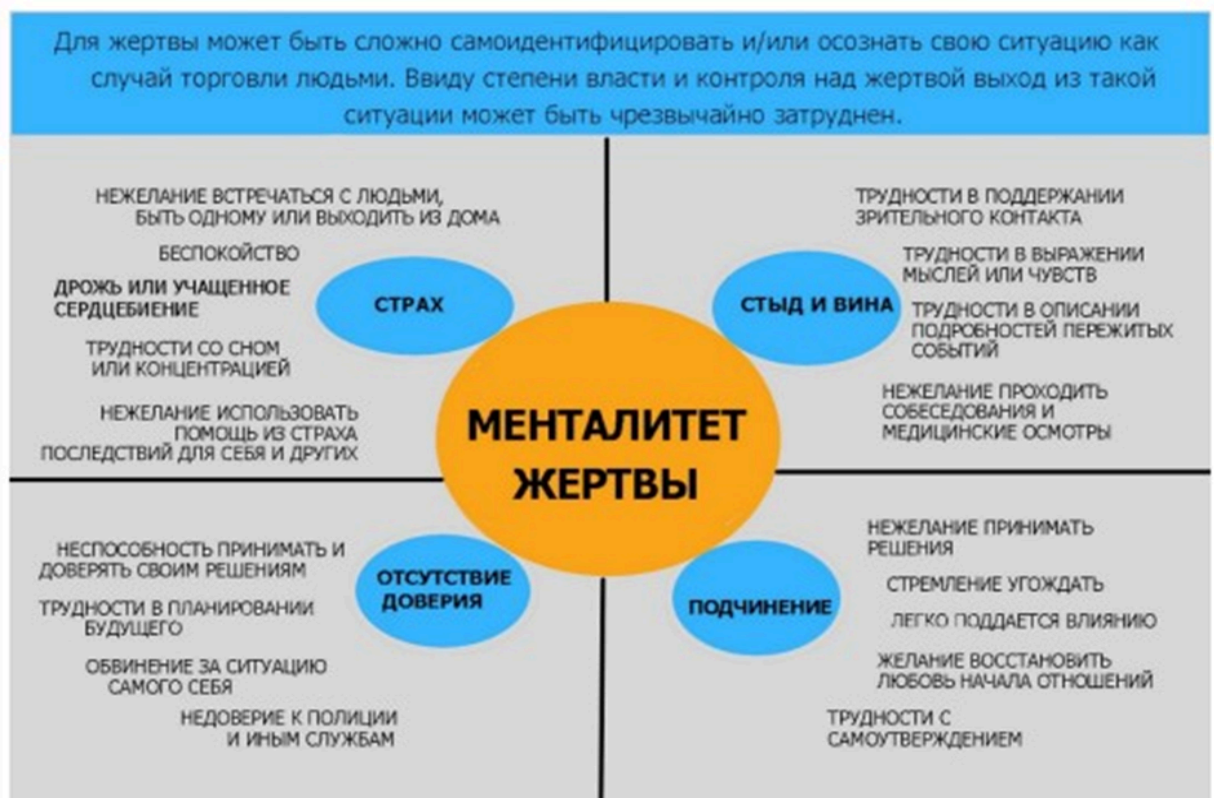 Для жертвы может быть сложно самоидентифицировать и/или осознать свою ситуацию как
случай торговли людьми. Ввиду степени власти и контроля над жертвой выход из такой
ситуации может быть чрезвычайно затруднен.
НЕЖЕЛАНИЕ ВСТРЕЧАТЬСЯ С ЛЮДЬМИ,
БЫТЬ ОДНОМУ ИЛИ ВЫХОДИТЬ ИЗ ДОМА
БЕСПОКОЙСТВО
ДРОЖЬ ИЛИ УЧАЩЕННОЕ
СЕРДЦЕБИЕНИЕ
ТРУДНОСТИ СО СНОМ
ИЛИ КОНЦЕНТРАЦИЕЙ
НЕЖЕЛАНИЕ ИСПОЛЬЗОВАТЬ
ПОМОЩЬ ИЗ СТРАХА
ПОСЛЕДСТВИЙ ДЛЯ СЕБЯ И ДРУГИХ
СТРАХ
ТРУДНОСТИ В ПОДДЕРЖАНИИ
ЗРИТЕЛЬНОГО КОНТАКТА
ТРУДНОСТИ В ВЫРАЖЕНИИ
МЫСЛЕЙ ИЛИ ЧУВСТВ
ТРУДНОСТИ В ОПИСАНИИ
ПОДРОБНОСТЕЙ ПЕРЕЖИТЫХ
СОБЫТИЙ
НЕЖЕЛАНИЕ ПРОХОДИТЬ
СОБЕСЕДОВАНИЯ И
МЕДИЦИНСКИЕ ОСМОТРЫ
СТЫД И ВИНА
МЕНТАЛИТЕТ
ЖЕРТВЫ
НЕСПОСОБНОСТЬ ПРИНИМАТЬ И
ДОВЕРЯТЬ СВОИМ РЕШЕНИЯМ
ТРУДНОСТИ В ПЛАНИРОВАНИИ
БУДУЩЕГО
ОБВИНЕНИЕ ЗА СИТУАЦИЮ
САМОГО СЕБЯ
НЕДОВЕРИЕ К ПОЛИЦИИ
И ИНЫМ СЛУЖБАМ
ОТСУТСТВИЕ
ДОВЕРИЯ
НЕЖЕЛАНИЕ ПРИНИМАТЬ
РЕШЕНИЯ
СТРЕМЛЕНИЕ УГОЖДАТЬ
ЛЕГКО ПОДДАЕТСЯ ВЛИЯНИЮ
ЖЕЛАНИЕ ВОССТАНОВИТЬ
ЛЮБОВЬ НАЧАЛА ОТНОШЕНИЙ
ТРУДНОСТИ С
САМОУТВЕРЖДЕНИЕМ
ПОДЧИНЕНИЕ